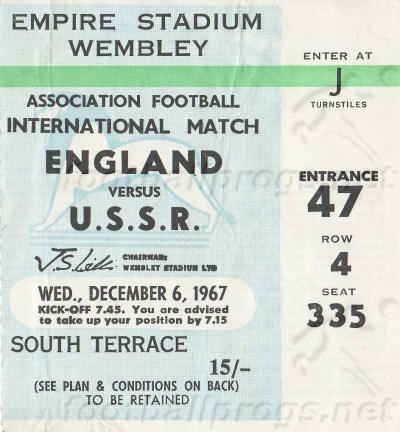 EMPIRE STADIUM
WEMBLEY
ASSOCIATION FOOTBALL
INTERNATIONAL MATCH
ENGLAND
VERSUS
U.S.S.R.
CHAIRMAN:
WEMBLEY STADIUM LTD
WED., DECEMBER 6, 1967
KICK-OFF 7.45. You are advised
to take up your position by 7.15
SOUTH TERRACE
15/-
(SEE PLAN & CONDITIONS ON BACK)
TO BE RETAINED
ENTER AT
J
TURNSTILES
ENTRANCE
47
ROW
4
SEAT
335
footballprogs.net
footballprogs.net